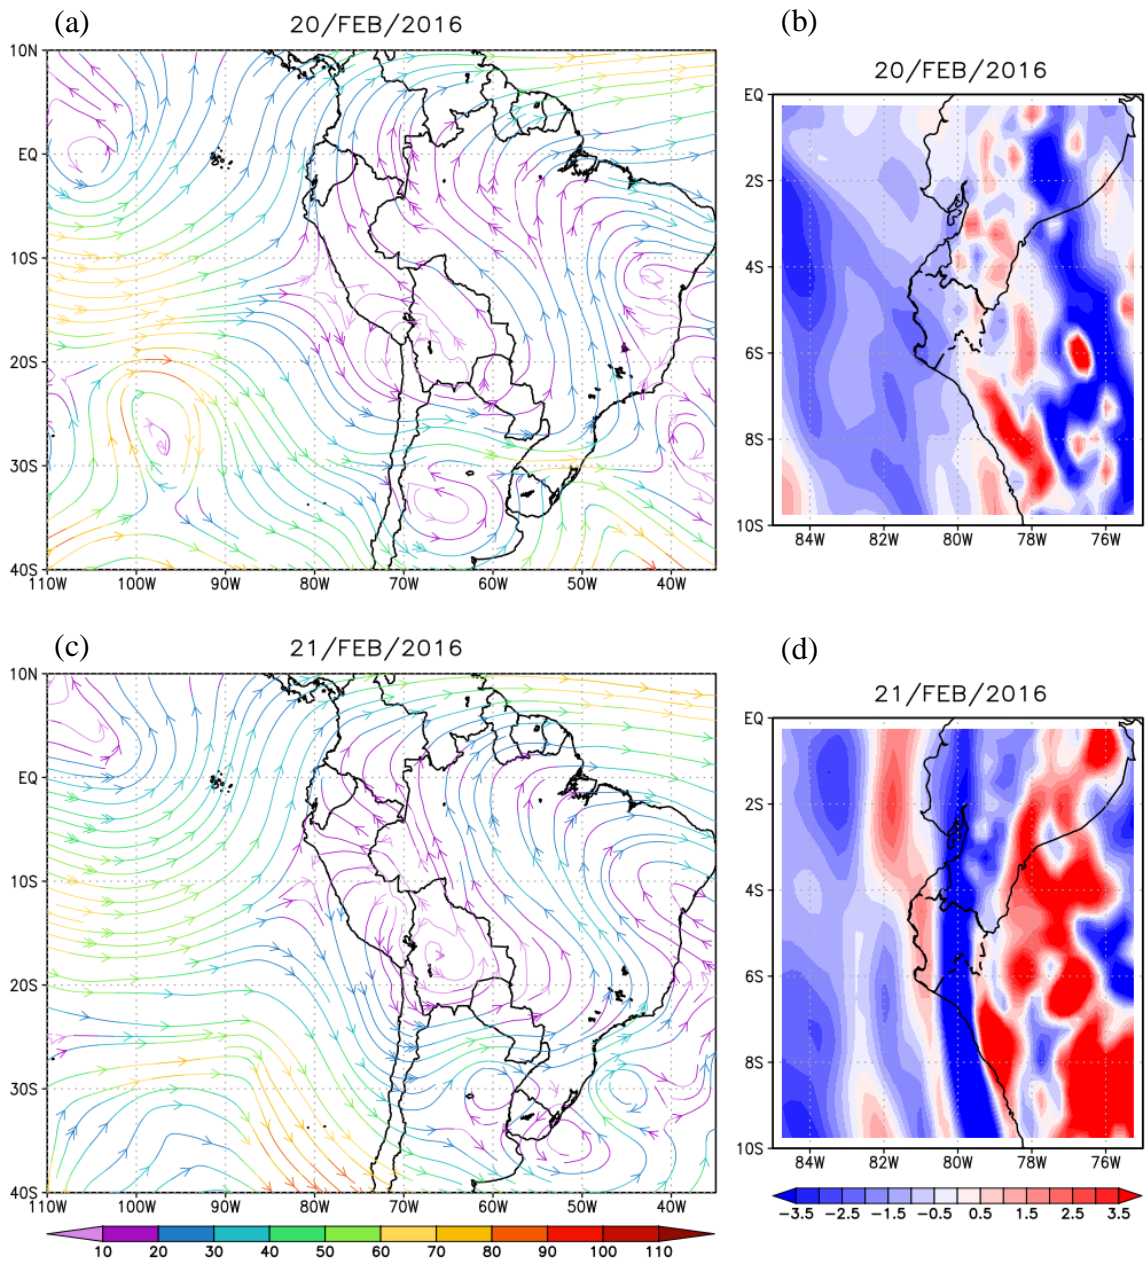 (a)
20/FEB/2016
10N
EQ
10S
20S
30S
40S
110W 100W 90W 80W 70W 60W 50W 40W
(b)
20/FEB/2016
EQ
2S
4S
6S
8S
10S
84W 82W 80W 78W 76W
(c)
21/FEB/2016
10N
EQ
10S
20S
30S
40S
110W 100W 90W 80W 70W 60W 50W 40W
10 20 30 40 50 60 70 80 90 100 110
(d)
21/FEB/2016
EQ
2S
4S
6S
8S
10S
84W 82W 80W 78W 76W
−3.5 −2.5 −1.5 −0.5 0.5 1.5 2.5 3.5